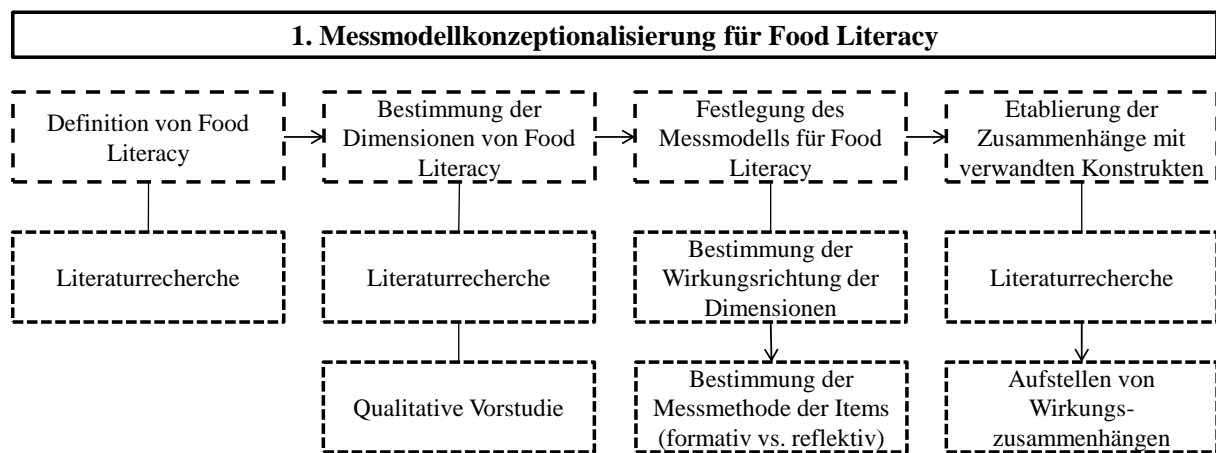 1. Messmodellkonzeptionalisierung für Food Literacy
Definition von Food
Literacy
Bestimmung der
Dimensionen von Food
Literacy
Festlegung des
Messmodells für Food
Literacy
Etablierung der
Zusammenhänge mit
verwandten Konstrukten
Literaturrecherche
Literaturrecherche
Bestimmung der
Wirkungsrichtung der
Dimensionen
Literaturrecherche
Qualitative Vorstudie
Bestimmung der
Messmethode der Items
(formativ vs. reflektiv)
Aufstellen von
Wirkungs-
zusammenhängen